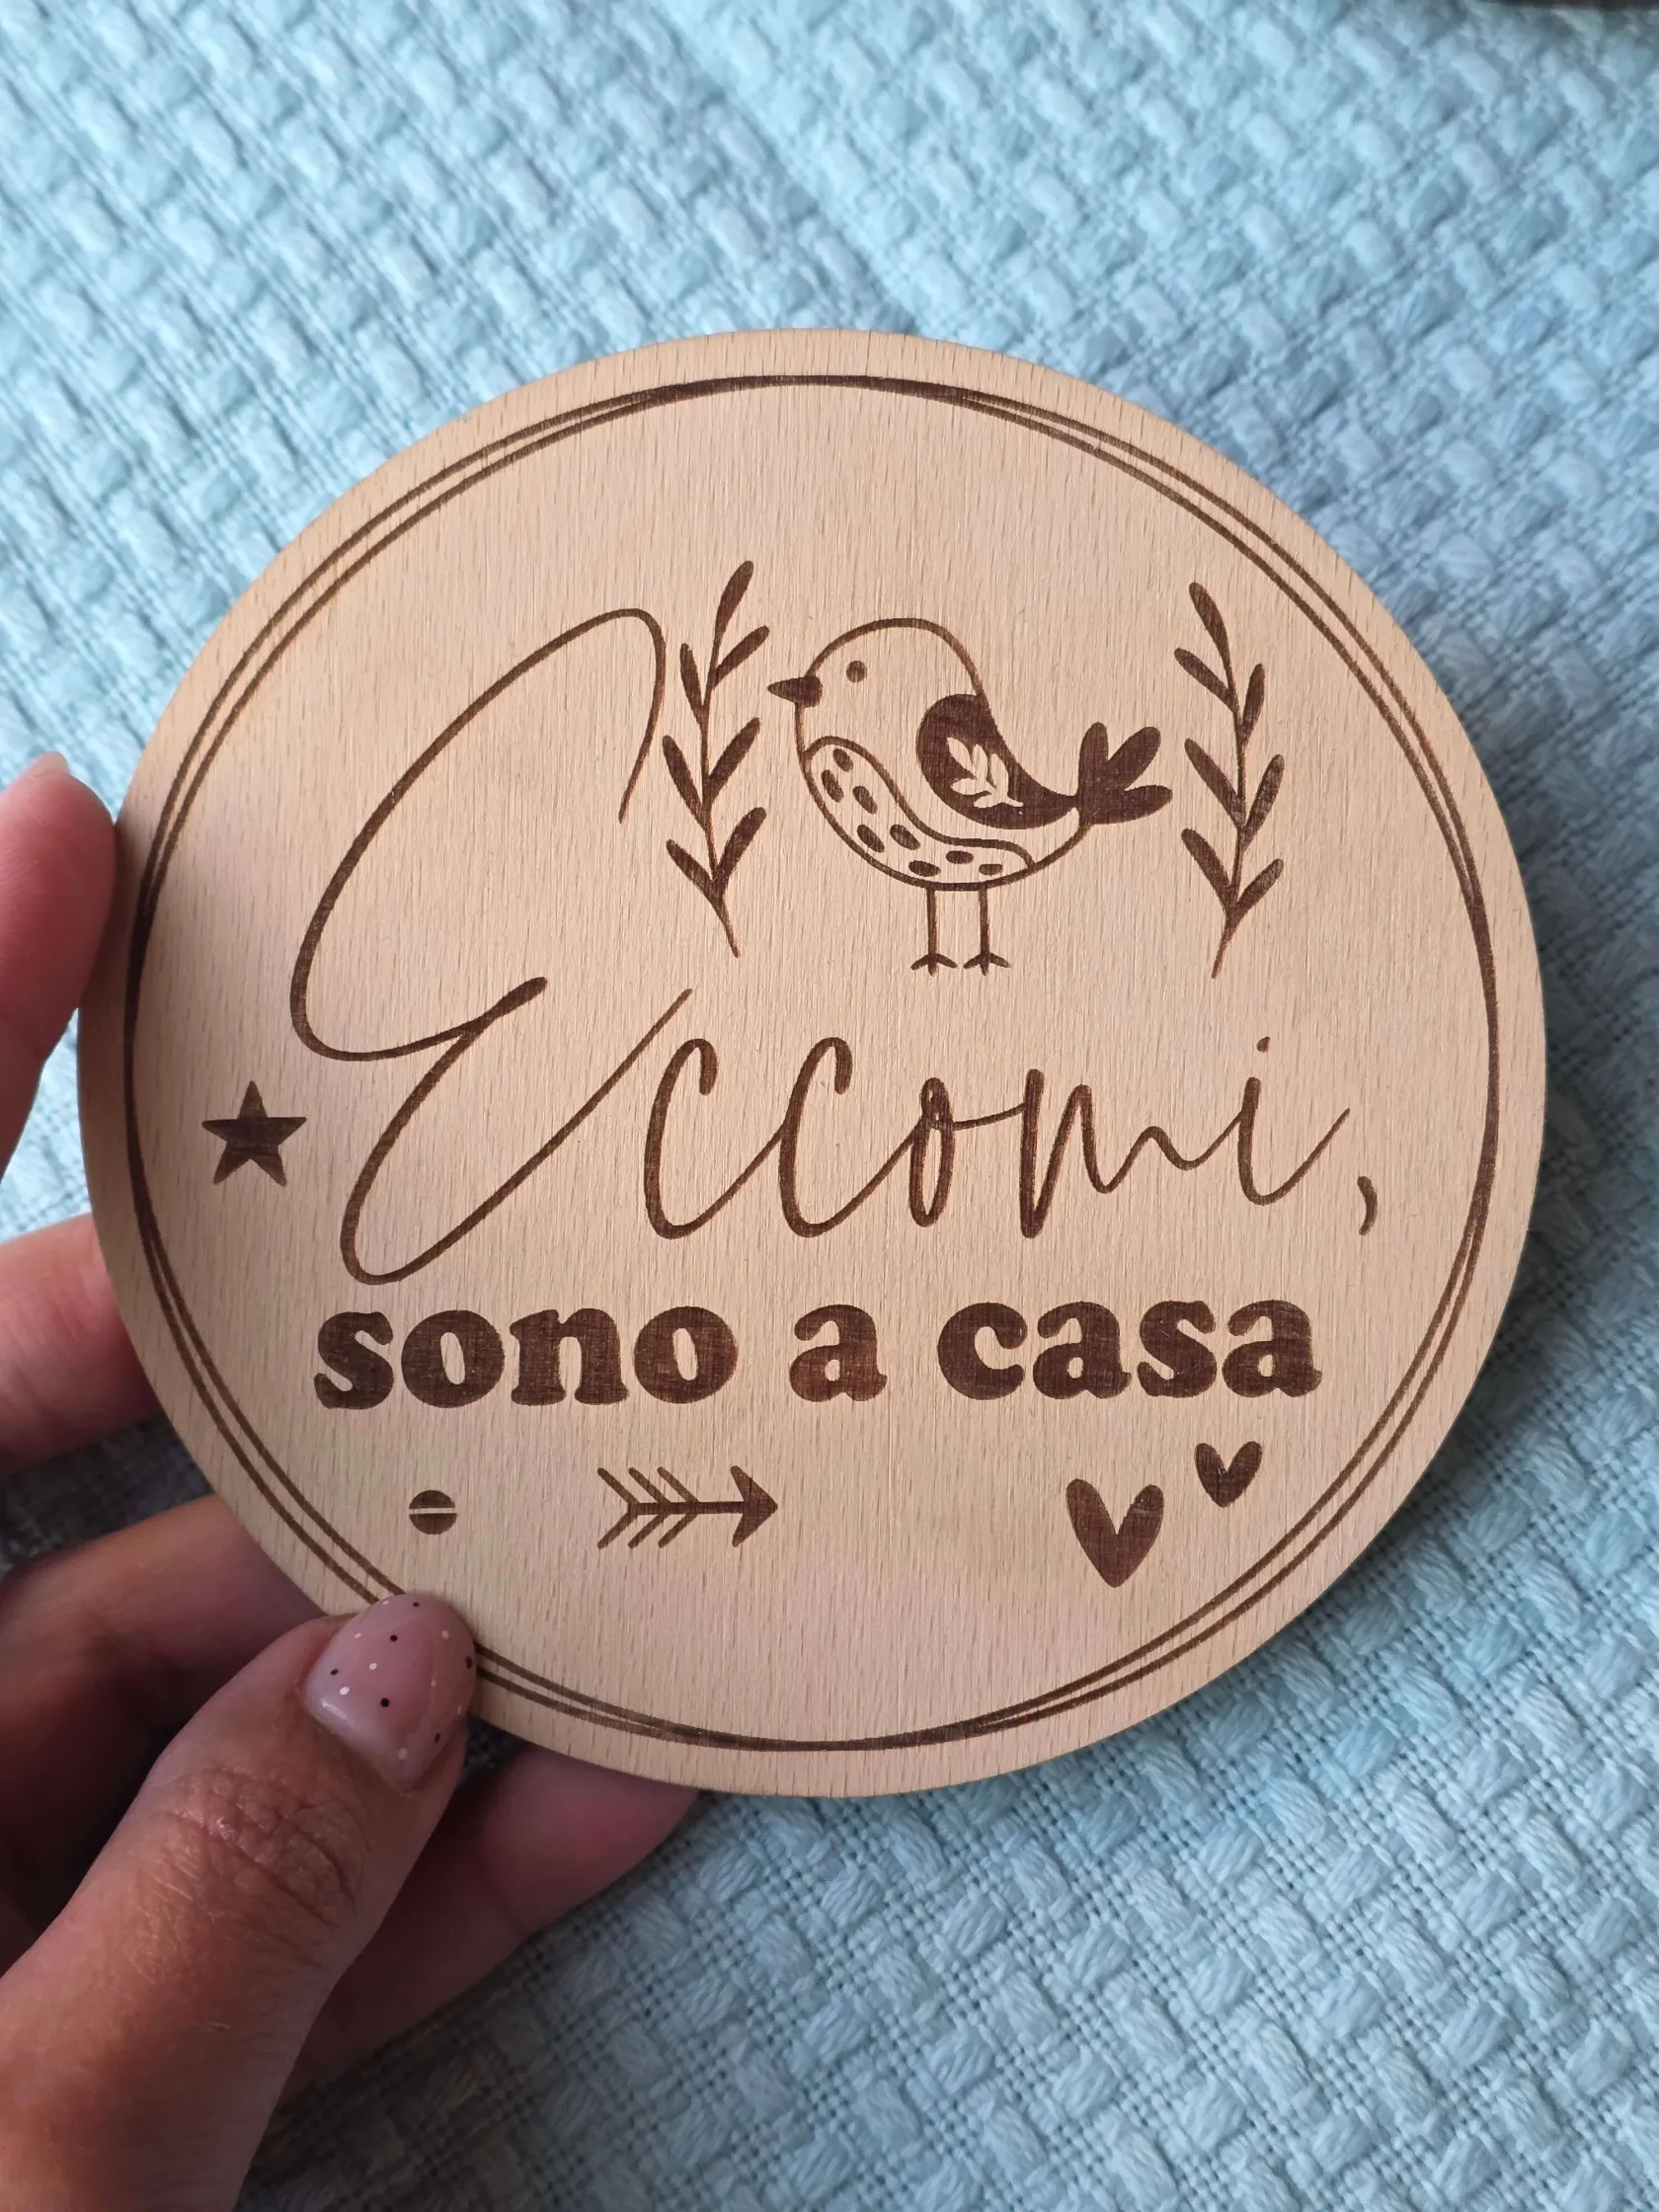 Eccomi,
sono a casa